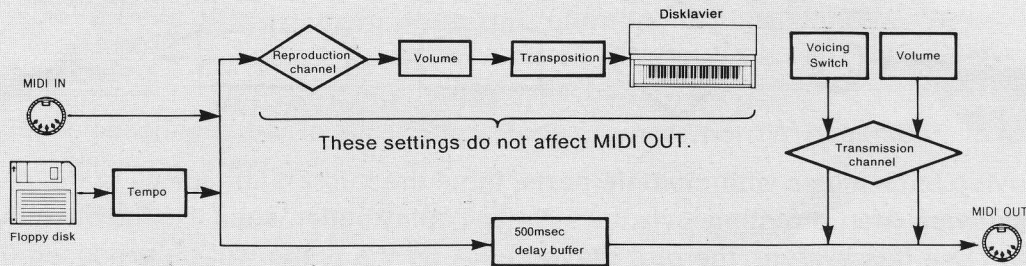 Disklavier
Reproduction
channel
Volume
Transposition
Voicing
Switch
Volume
MIDI IN
These settings do not affect MIDI OUT.
Transmission
channel
Tempo
Floppy disk
500msec
delay buffer
MIDI OUT